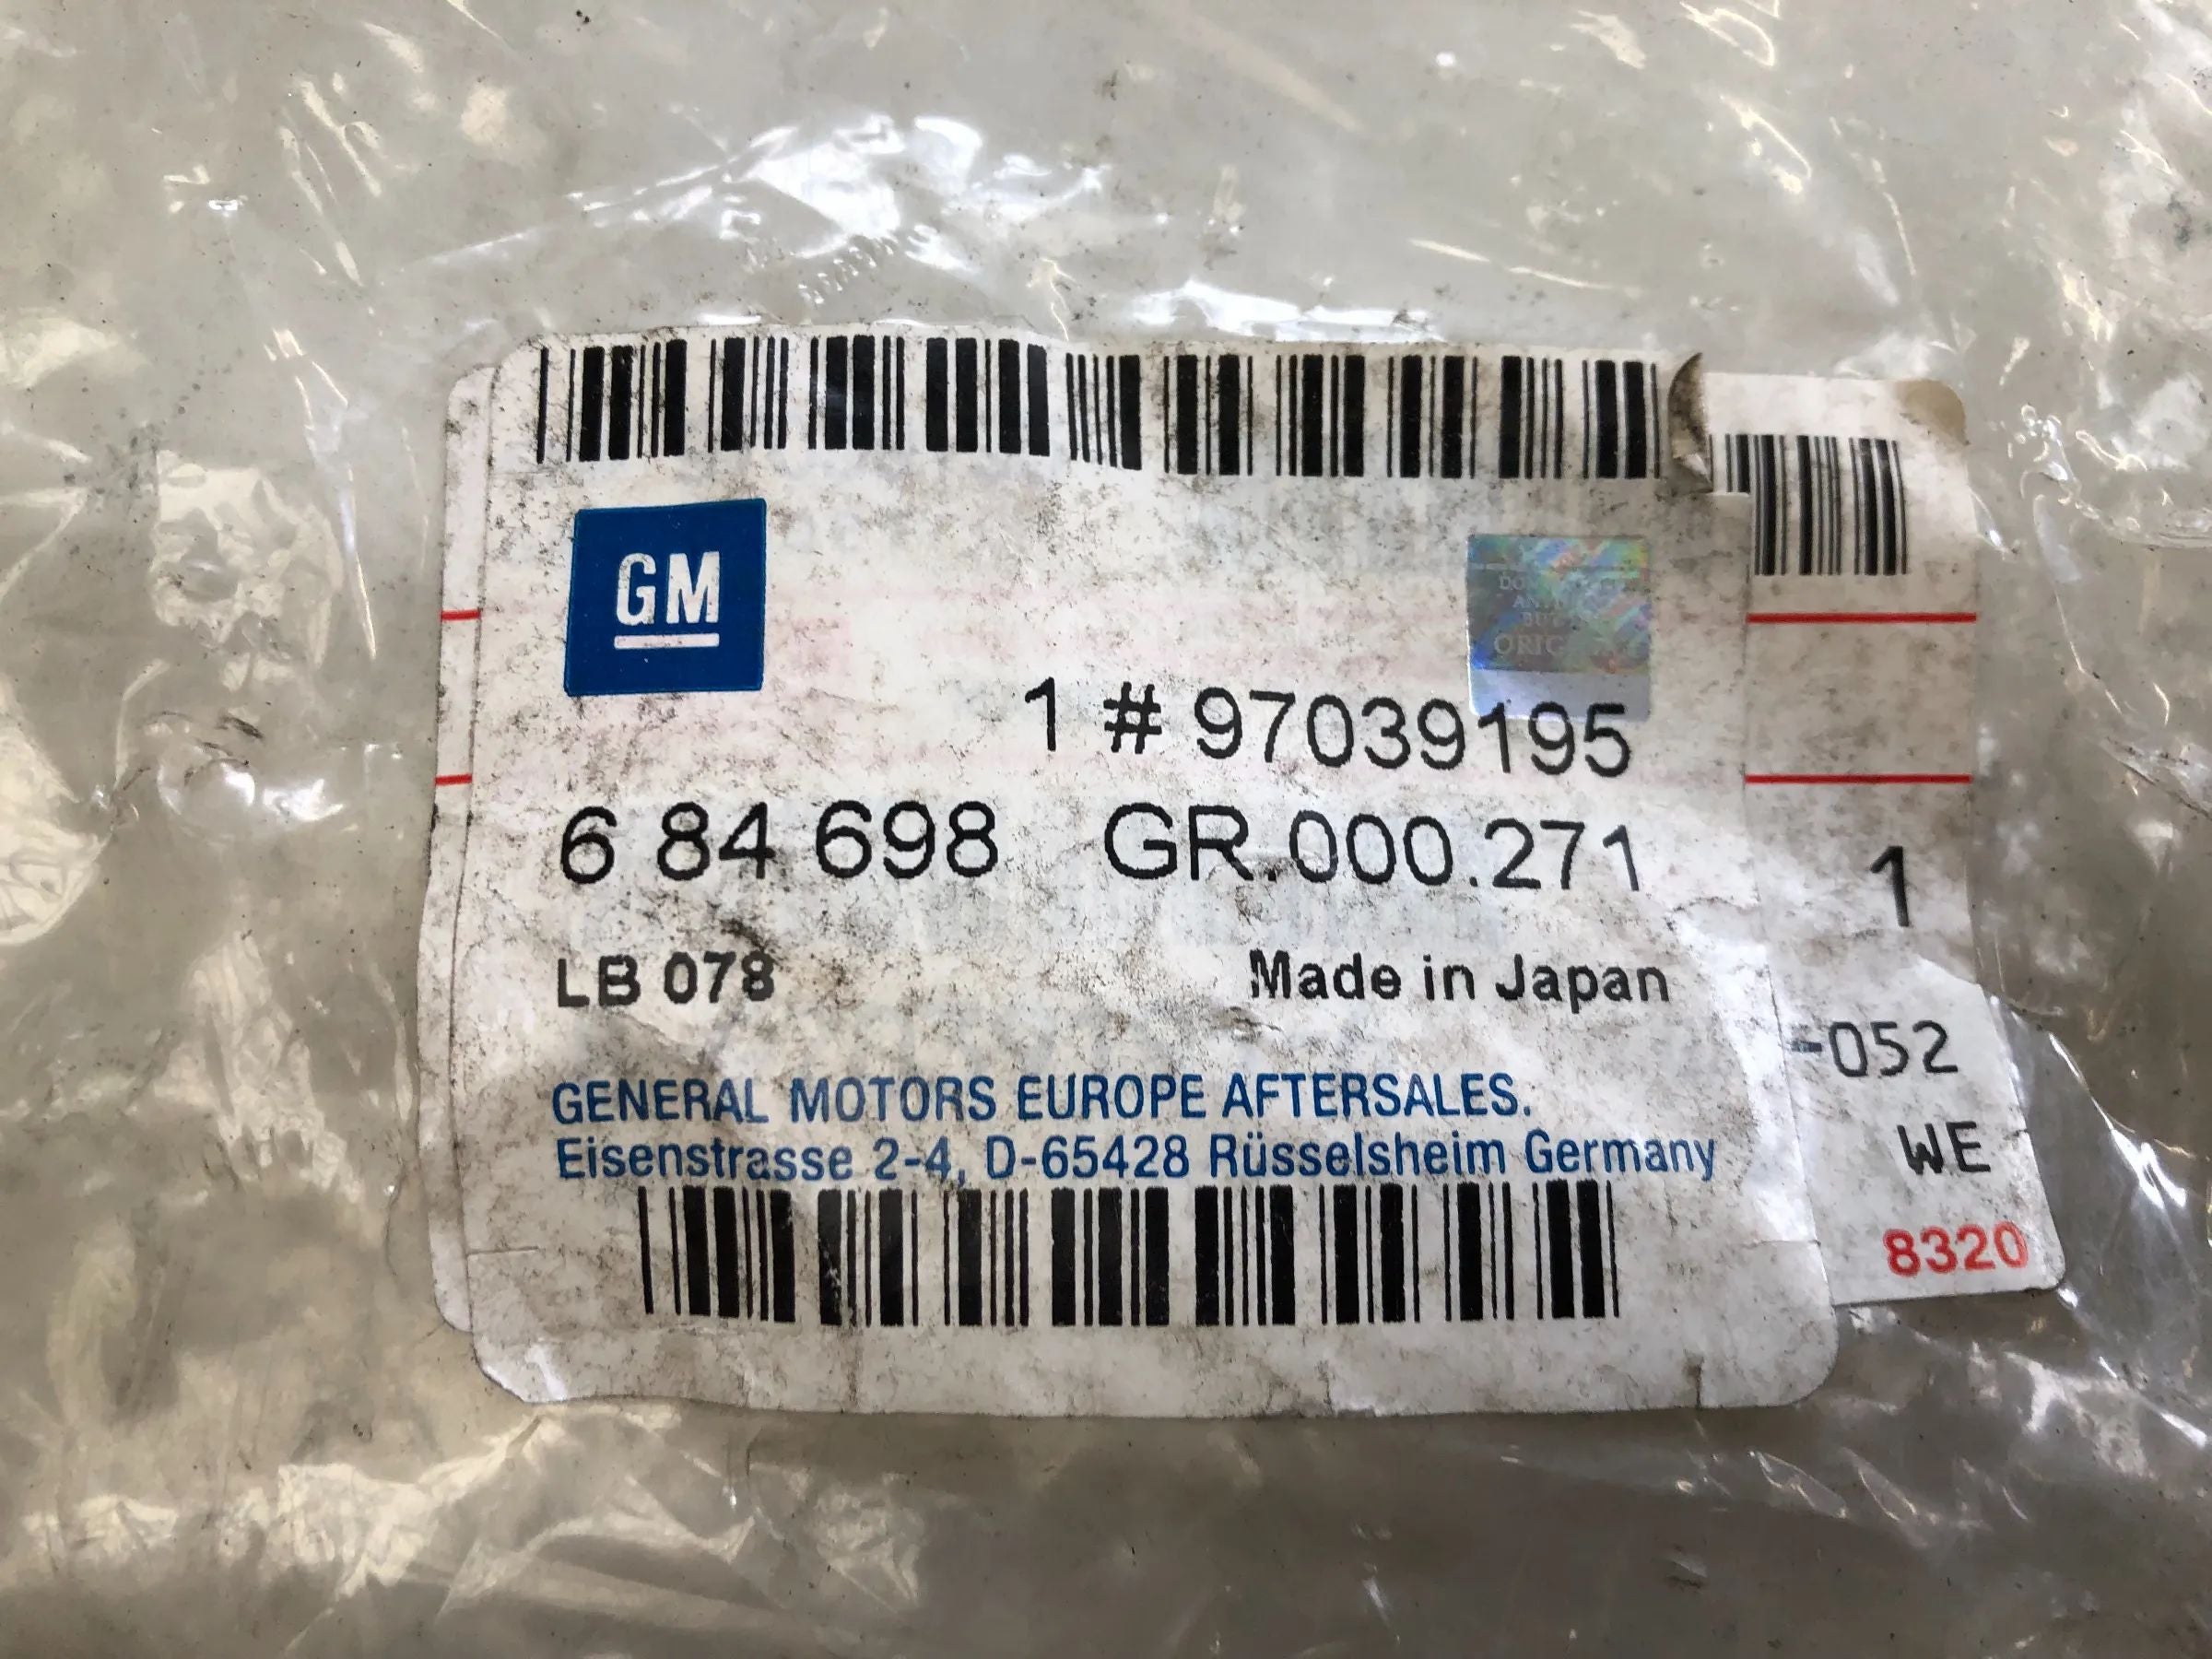 GM
BUT
1 # 97039195
6 84 698 GR.000.271
1
LB 078 Made in Japan
-052
GENERAL MOTORS EUROPE AFTERSALES.
WE
Eisenstrasse 2-4, D-65428 Rüsselsheim Germany
8320